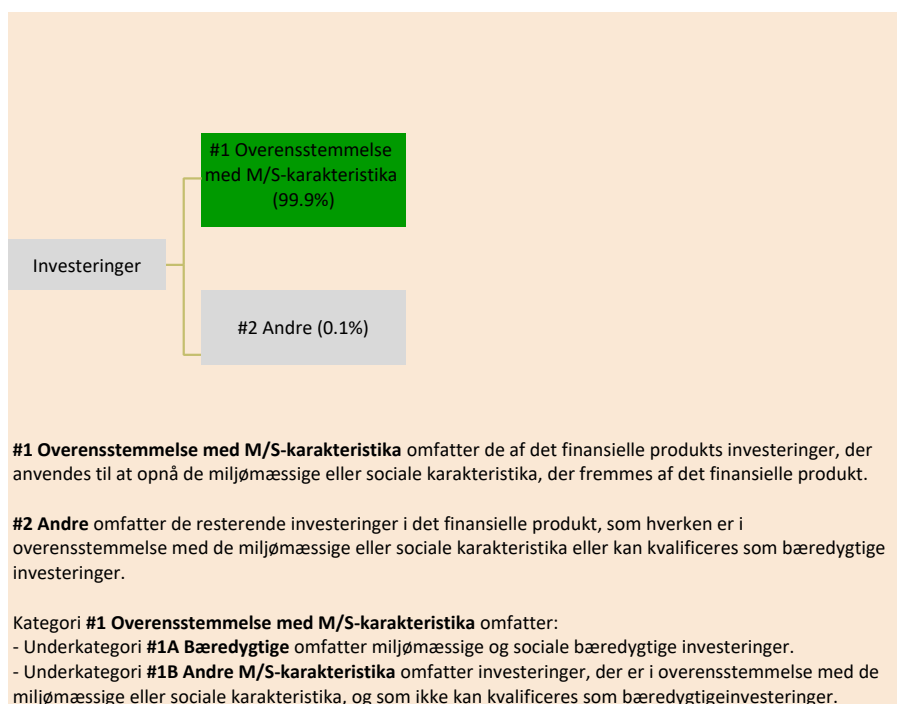 #1 Overensstemmelse
med M/S-karakteristika
(99.9%)
Investeringer
#2 Andre (0.1%)
#1 Overensstemmelse med M/S-karakteristika omfatter de af det finansielle produkts investeringer, der
anvendes til at opnå de miljømæssige eller sociale karakteristika, der fremmes af det finansielle produkt.
#2 Andre omfatter de resterende investeringer i det finansielle produkt, som hverken er i
overensstemmelse med de miljømæssige eller sociale karakteristika eller kan kvalificeres som bæredygtige
investeringer.
Kategori #1 Overensstemmelse med M/S-karakteristika omfatter:
- Underkategori #1A Bæredygtige omfatter miljømæssige og sociale bæredygtige investeringer.
- Underkategori #1B Andre M/S-karakteristika omfatter investeringer, der er i overensstemmelse med de
miljømæssige eller sociale karakteristika, og som ikke kan kvalificeres som bæredygtigeinvesteringer.